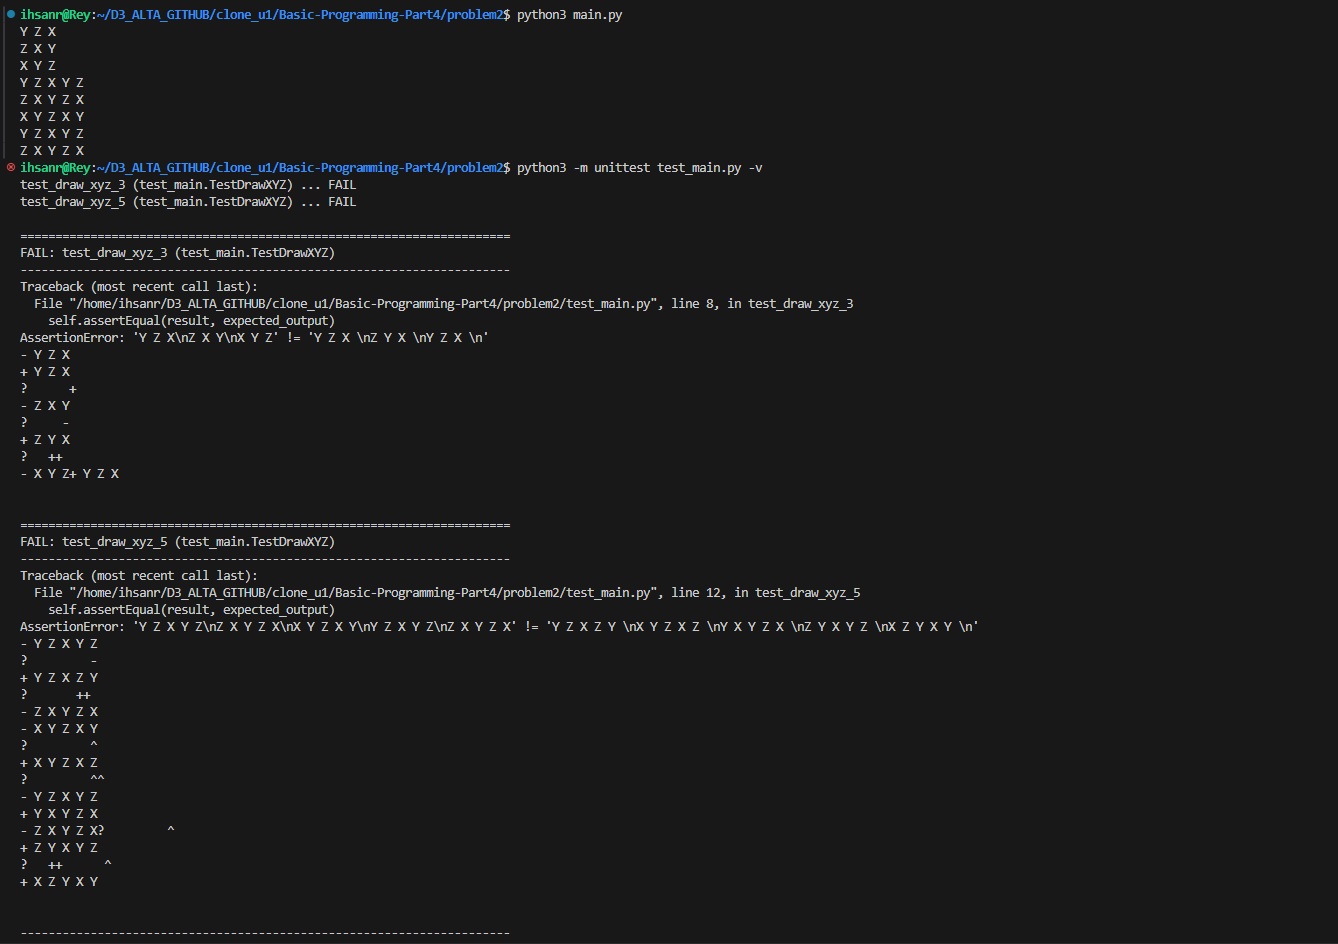 ihsanr@Rey:~/D3_ALTA_GITHUB/clone_u1/Basic-Programming-Part4/problem2$ python3 main.py
Y Z X
Z X Y
X Y Z
Y Z X Y Z
Z X Y Z X
X Y Z X Y
Y Z X Y Z
Z X Y Z X
ihsanr@Rey:~/D3_ALTA_GITHUB/clone_u1/Basic-Programming-Part4/problem2$ python3 -m unittest test_main.py -v
test_draw_xyz_3 (test_main.TestDrawXYZ) ... FAIL
test_draw_xyz_5 (test_main.TestDrawXYZ) ... FAIL

======================================================================
FAIL: test_draw_xyz_3 (test_main.TestDrawXYZ)
----------------------------------------------------------------------
Traceback (most recent call last):
  File "/home/ihsanr/D3_ALTA_GITHUB/clone_u1/Basic-Programming-Part4/problem2/test_main.py", line 8, in test_draw_xyz_3
    self.assertEqual(result, expected_output)
AssertionError: 'Y Z X\nZ X Y\nX Y Z' != 'Y Z X \nZ Y X \nY Z X \n'
- Y Z X
+ Y Z X
?      +
- Z X Y
?     -
+ Z Y X
?   ++
- X Y Z+ Y Z X


======================================================================
FAIL: test_draw_xyz_5 (test_main.TestDrawXYZ)
----------------------------------------------------------------------
Traceback (most recent call last):
  File "/home/ihsanr/D3_ALTA_GITHUB/clone_u1/Basic-Programming-Part4/problem2/test_main.py", line 12, in test_draw_xyz_5
    self.assertEqual(result, expected_output)
AssertionError: 'Y Z X Y Z\nZ X Y Z X\nX Y Z X Y\nY Z X Y Z\nZ X Y Z X' != 'Y Z X Z Y \nX Y Z X Z \nY X Y Z X \nZ Y X Y Z \nX Z Y X Y \n'
- Y Z X Y Z
?         -
+ Y Z X Z Y
?       ++
- Z X Y Z X
- X Y Z X Y
?         ^
+ X Y Z X Z
?         ^^
- Y Z X Y Z
+ Y X Y Z X
- Z X Y Z X?         ^
+ Z Y X Y Z
?   ++      ^
+ X Z Y X Y


----------------------------------------------------------------------